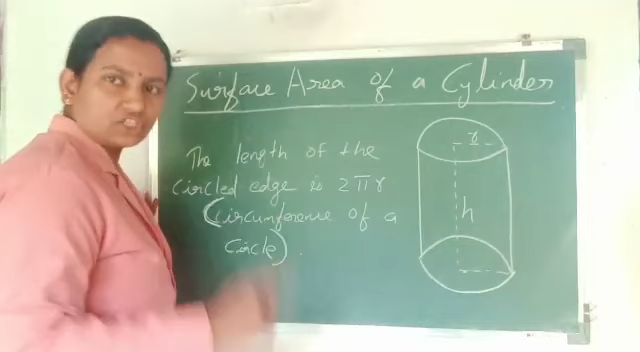 Surface Area of a Cylinder
The length of the
circled edge is 2πr
(circumference of a
circle).
r
h